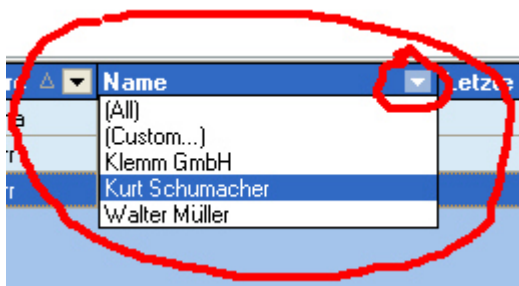 Name
(All)
(Custom...)
Klemm GmbH
Kurt Schumacher
Walter Müller